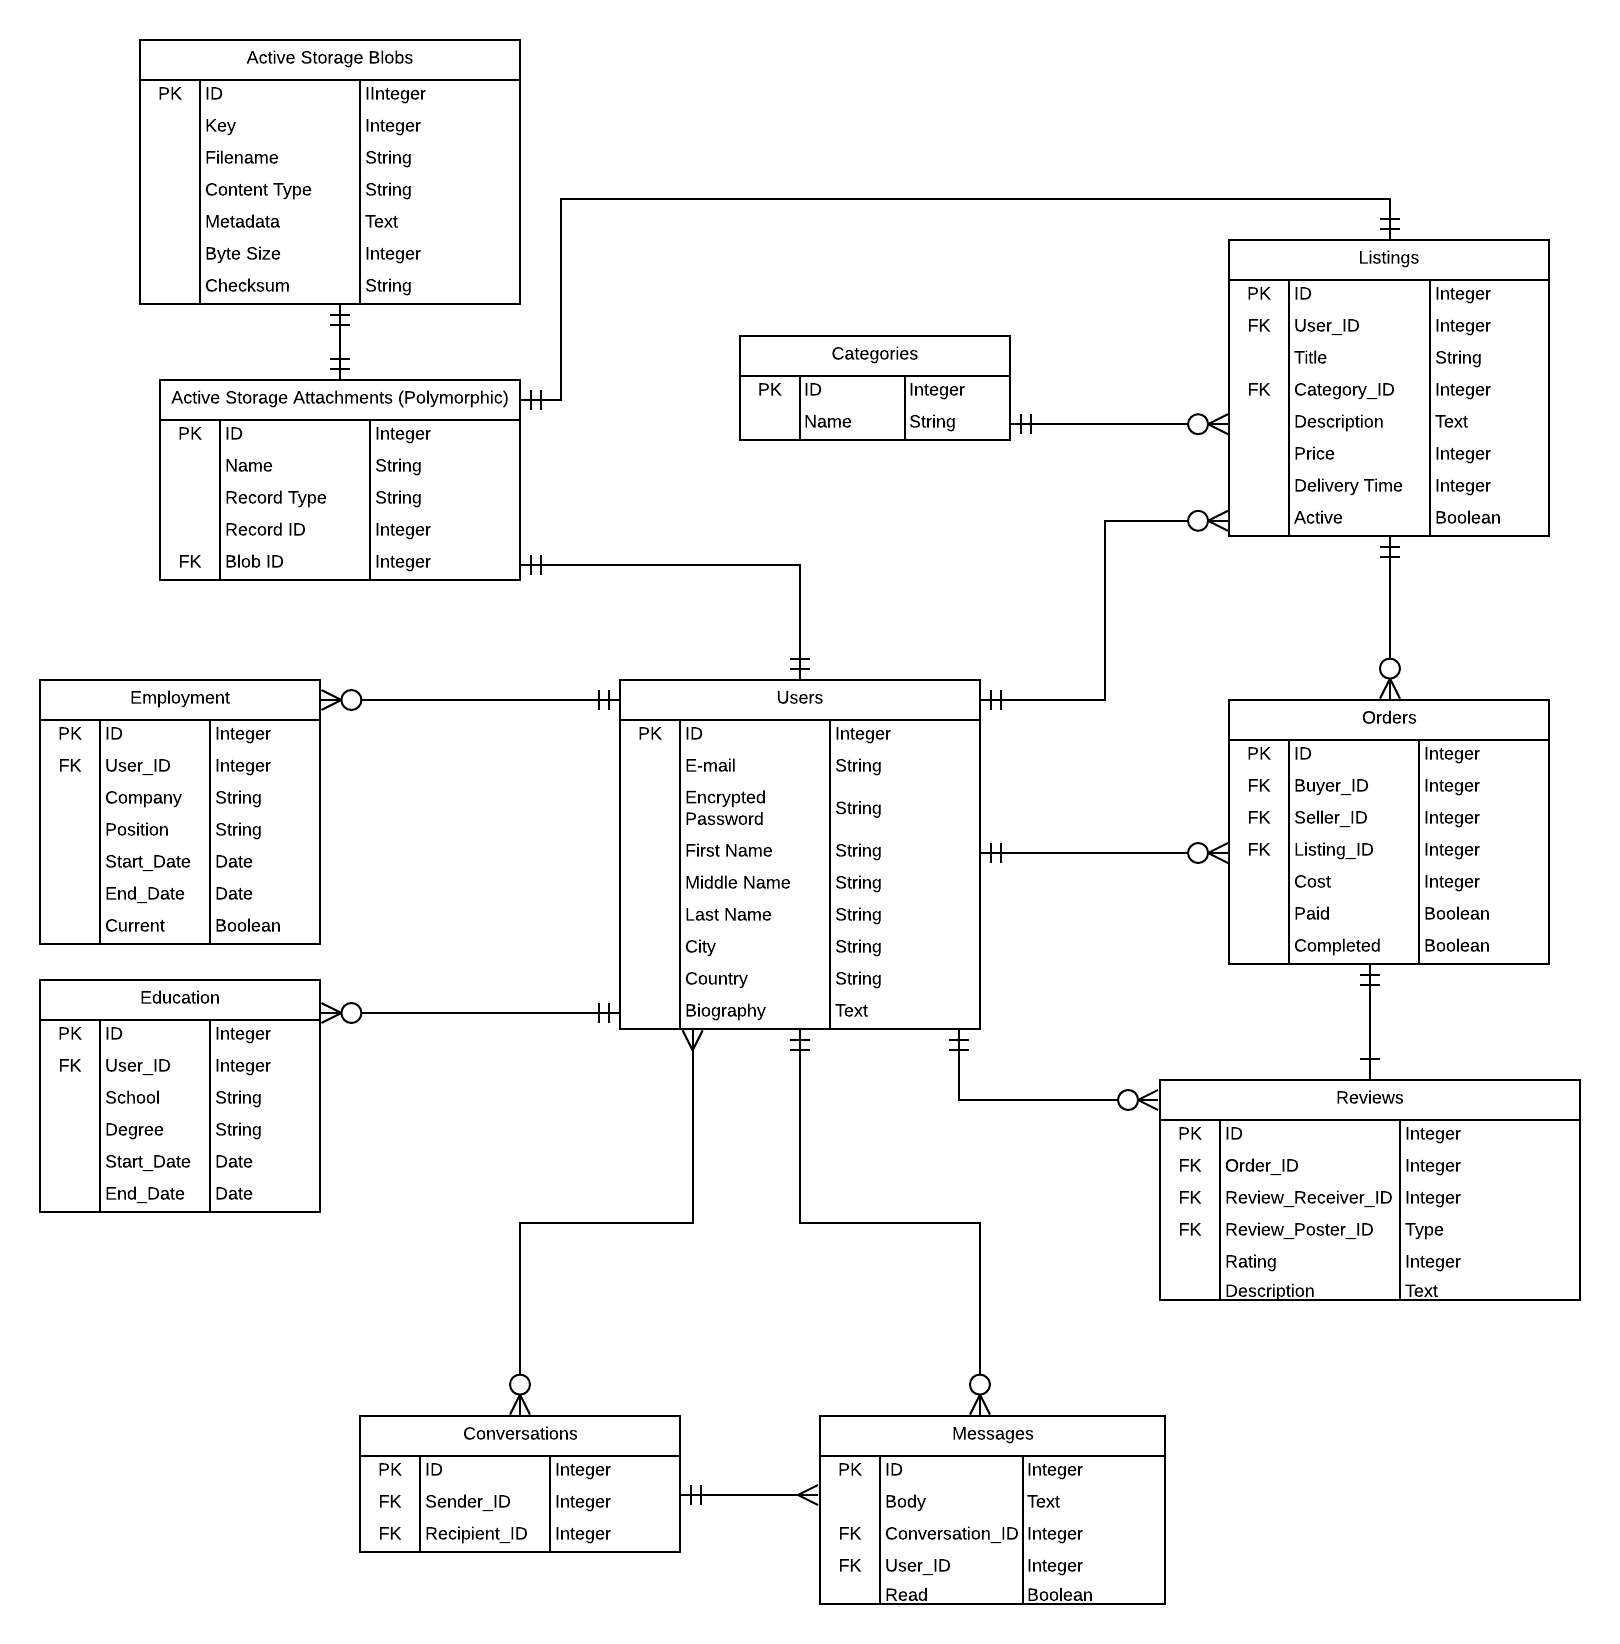 Active Storage Blobs
PK ID IInteger
Key Integer
Filename String
Content Type String
Metadata Text
Byte Size Integer
Checksum String
Active Storage Attachments (Polymorphic)
PK ID Integer
Name String
Record Type String
Record ID Integer
FK Blob ID Integer
Categories
PK ID Integer
Name String
Listings
PK ID Integer
FK User_ID Integer
Title String
FK Category_ID Integer
Description Text
Price Integer
Delivery Time Integer
Active Boolean
Employment
PK ID Integer
FK User_ID Integer
Company String
Position String
Start_Date Date
End_Date Date
Current Boolean
Users
PK ID Integer
E-mail String
Encrypted
Password String
First Name String
Middle Name String
Last Name String
City String
Country String
Biography Text
Orders
PK ID Integer
FK Buyer_ID Integer
FK Seller_ID Integer
FK Listing_ID Integer
Cost Integer
Paid Boolean
Completed Boolean
Education
PK ID Integer
FK User_ID Integer
School String
Degree String
Start_Date Date
End_Date Date
Reviews
PK ID Integer
FK Order_ID Integer
FK Review_Receiver_ID Integer
FK Review_Poster_ID Type
Rating Integer
Description Text
Conversations
PK ID Integer
FK Sender_ID Integer
FK Recipient_ID Integer
Messages
PK ID Integer
Body Text
FK Conversation_ID Integer
FK User_ID Integer
Read Boolean